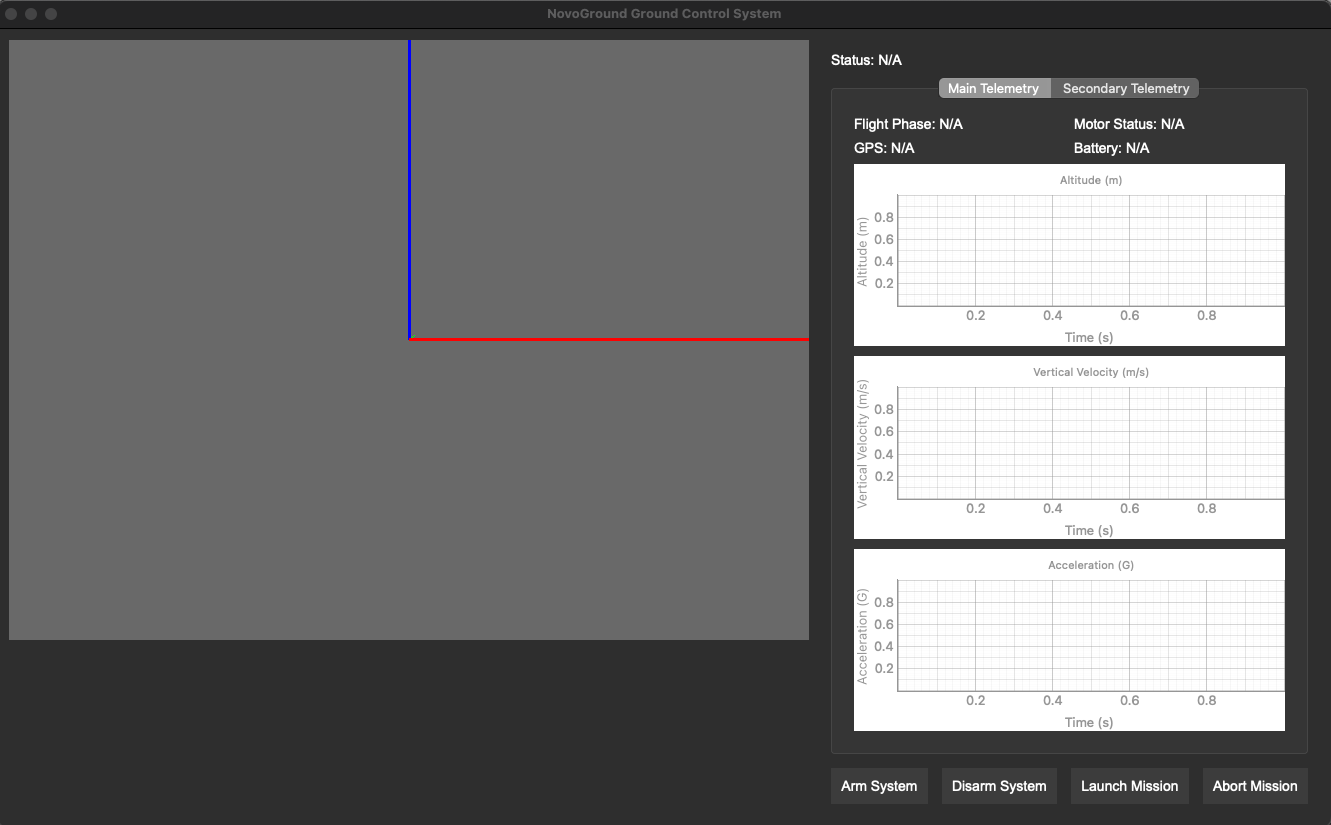 NovoGround Ground Control System
Status: N/A
Main Telemetry Secondary Telemetry
Flight Phase: N/A Motor Status: N/A
GPS: N/A Battery: N/A
Altitude (m)
Altitude (m)
0.8
0.6
0.4
0.2
0.2 0.4 0.6 0.8
Time (s)
Vertical Velocity (m/s)
Vertical Velocity (m/s)
0.8
0.6
0.4
0.2
0.2 0.4 0.6 0.8
Time (s)
Acceleration (G)
Acceleration (G)
0.8
0.6
0.4
0.2
0.2 0.4 0.6 0.8
Time (s)
Arm System Disarm System Launch Mission Abort Mission